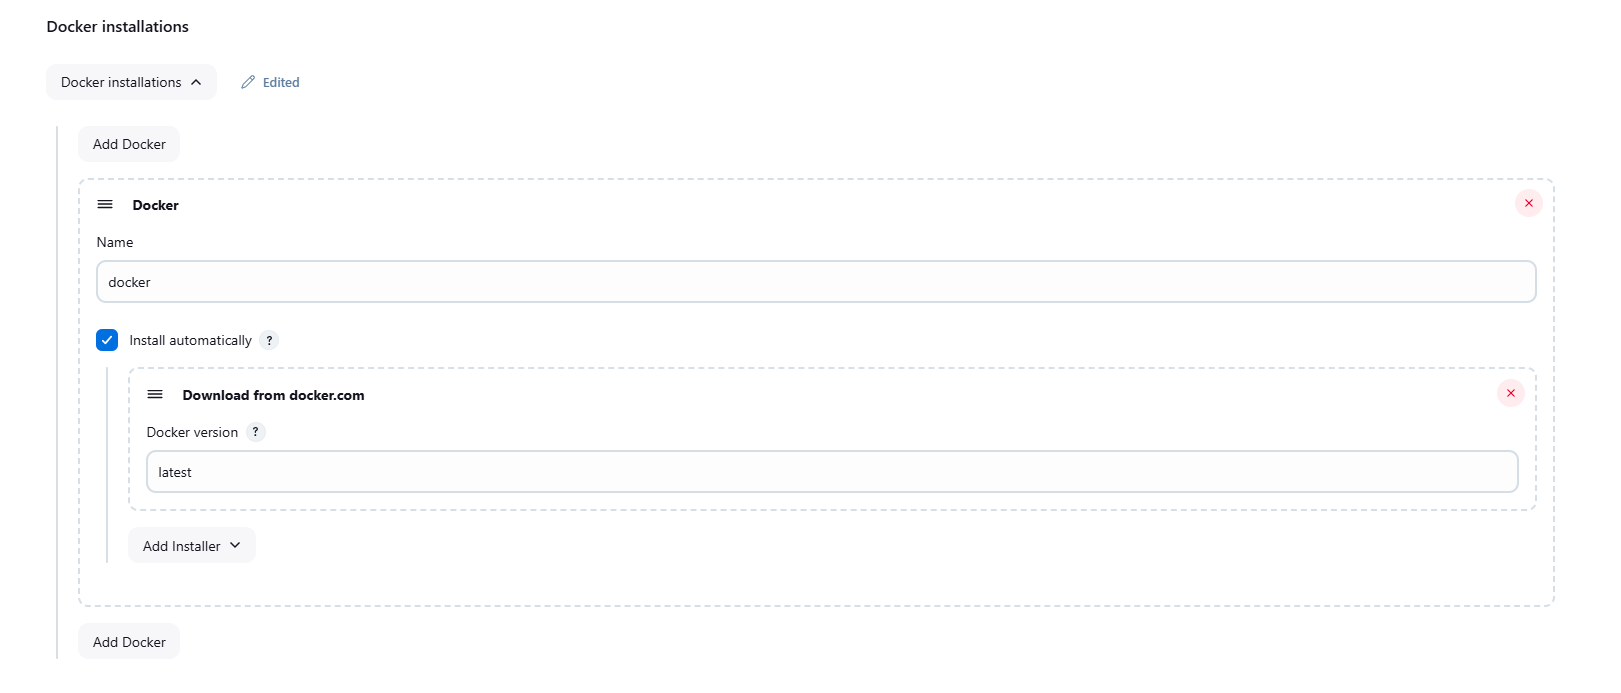 Docker installations
Docker installations
Edited
Add Docker
Docker
Name
docker
Install automatically ?
Download from docker.com
Docker version ?
latest
Add Installer
Add Docker